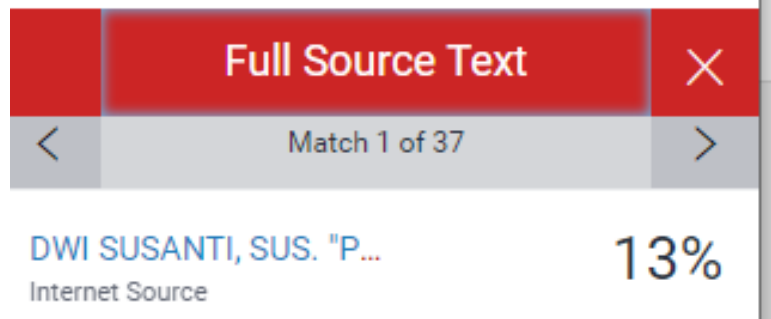 Full Source Text
Match 1 of 37
DWI SUSANTI, SUS. "P... 13%
Internet Source